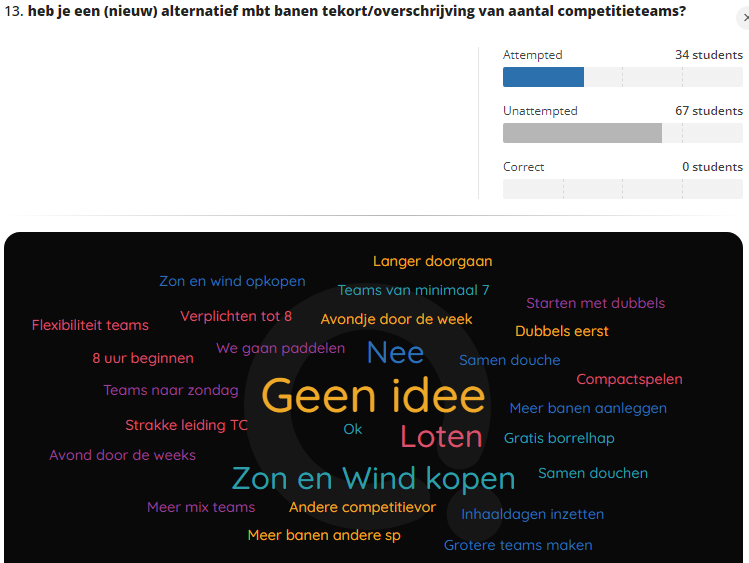 13. heb je een (nieuw) alternatief mbt banen tekort/overschrijving van aantal competitieteams?
Attempted 34 students
Unattempted 67 students
Correct 0 students
Langer doorgaan
Zon en wind opkopen
Teams van minimaal 7
Starten met dubbels
Verplichten tot 8
Flexibiliteit teams
Avondje door de week
Dubbels eerst
We gaan paddelen
Nee
8 uur beginnen
Samen douche
Compactspelen
Teams naar zondag
Geen idee
Meer banen aanleggen
Strakke leiding TC
Ok
Loten
Gratis borrelhap
Avond door de weeks
Zon en Wind kopen
Samen douchen
Meer mix teams
Andere competitievor
Inhaaldagen inzetten
Meer banen andere sp
Grotere teams maken